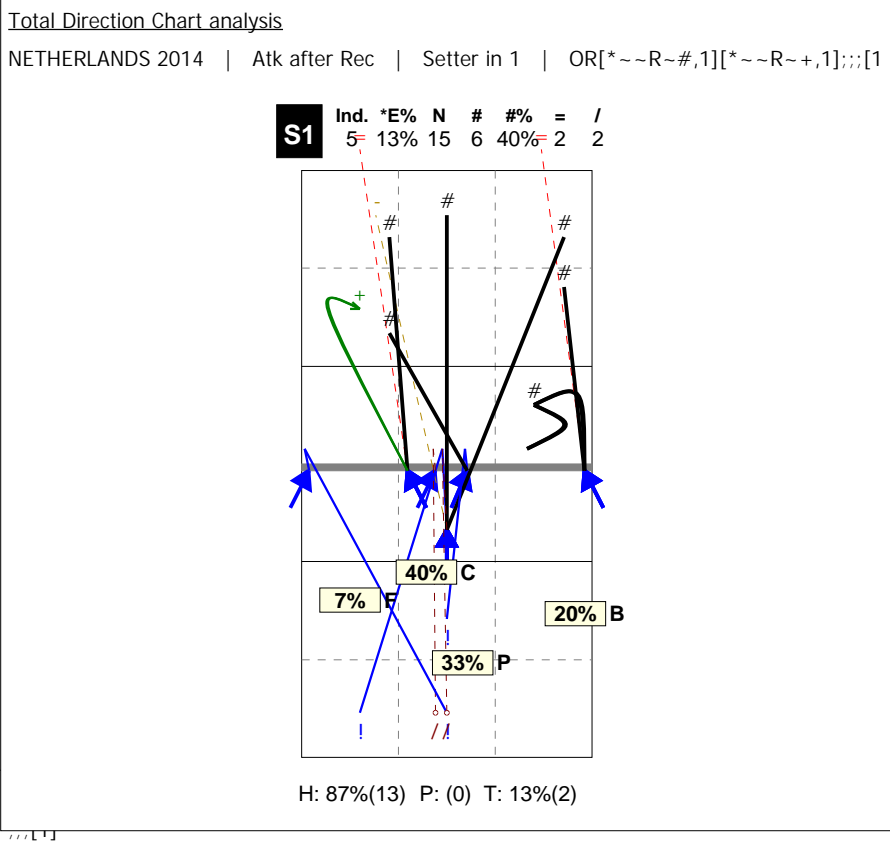 Total Direction Chart analysis
NETHERLANDS 2014 | Atk after Rec | Setter in 1 | OR[*~~R~#,1][*~~R~+,1];;;[1
Ind. *E% N # #% = /
S1 5 13% 15 6 40% 2 2
= =
-
#
# #
#
+
#
#
40% C
7% F
20% B
!
33% P
! // !
H: 87%(13) P: (0) T: 13%(2)
;;;[1]